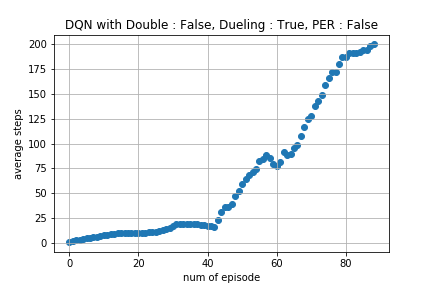 DQN with Double : False, Dueling : True, PER : False
200
175
150
125
100
75
50
25
0
average steps
0 20 40 60 80
num of episode